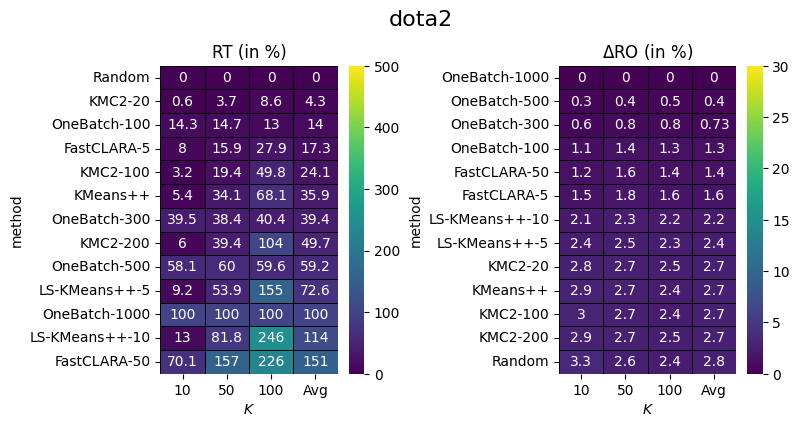 dota2
RT (in %)
method
Random 0 0 0 0
KMC2-20 0.6 3.7 8.6 4.3
OneBatch-100 14.3 14.7 13 14
FastCLARA-5 8 15.9 27.9 17.3
KMC2-100 3.2 19.4 49.8 24.1
KMeans++ 5.4 34.1 68.1 35.9
OneBatch-300 39.5 38.4 40.4 39.4
KMC2-200 6 39.4 104 49.7
OneBatch-500 58.1 60 59.6 59.2
LS-KMeans++-5 9.2 53.9 155 72.6
OneBatch-1000 100 100 100 100
LS-KMeans++-10 13 81.8 246 114
FastCLARA-50 70.1 157 226 151
10 50 100 Avg
K
500
400
300
200
100
0
ΔRO (in %)
method
OneBatch-1000 0 0 0 0
OneBatch-500 0.3 0.4 0.5 0.4
OneBatch-300 0.6 0.8 0.8 0.73
OneBatch-100 1.1 1.4 1.3 1.3
FastCLARA-50 1.2 1.6 1.4 1.4
FastCLARA-5 1.5 1.8 1.6 1.6
LS-KMeans++-10 2.1 2.3 2.2 2.2
LS-KMeans++-5 2.4 2.5 2.3 2.4
KMC2-20 2.8 2.7 2.5 2.7
KMeans++ 2.9 2.7 2.4 2.7
KMC2-100 3 2.7 2.4 2.7
KMC2-200 2.9 2.7 2.5 2.7
Random 3.3 2.6 2.4 2.8
10 50 100 Avg
K
30
25
20
15
10
5
0